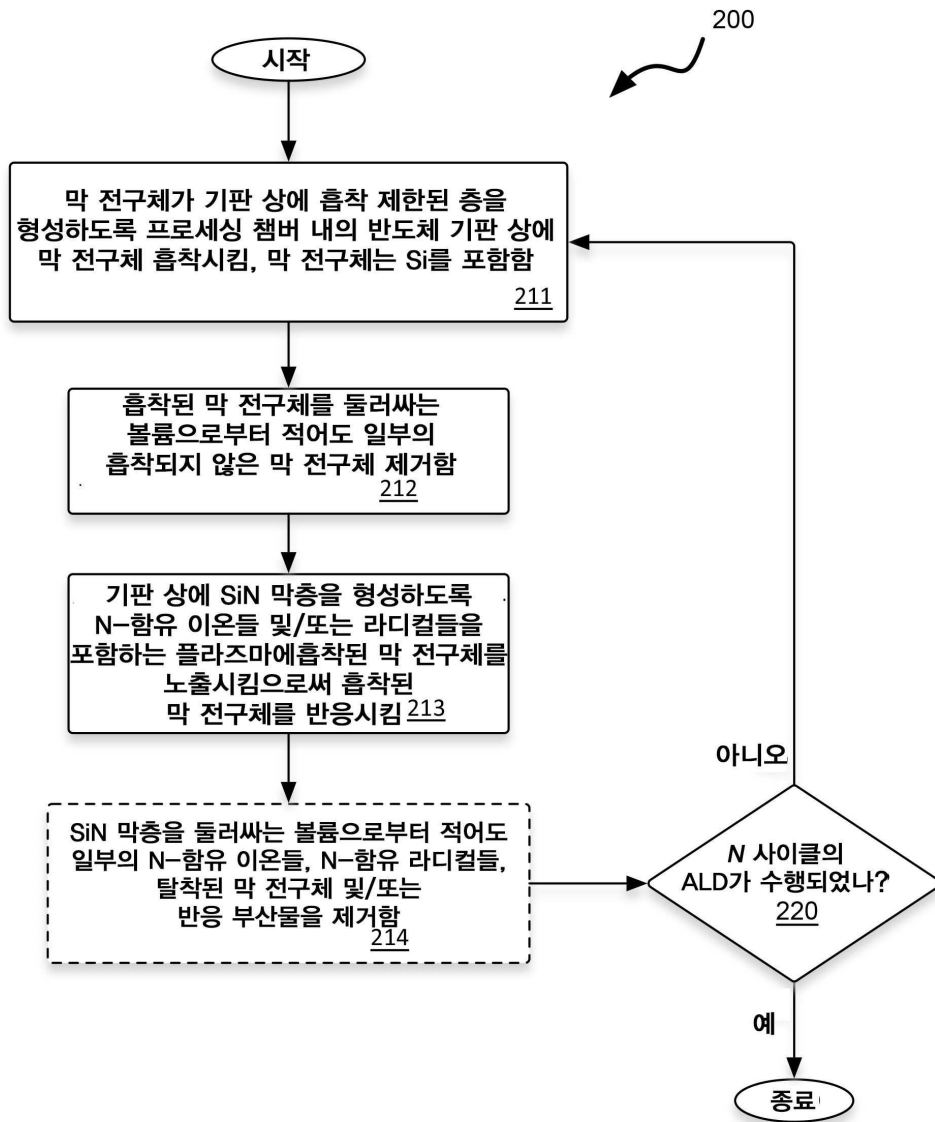 200
시작
막 전구체가 기판 상에 흡착 제한된 층을
형성하도록 프로세싱 챔버 내의 반도체 기판 상에
막 전구체 흡착시킴, 막 전구체는 Si를 포함함
211
흡착된 막 전구체를 둘러싸는
볼륨으로부터 적어도 일부의
흡착되지 않은 막 전구체 제거함
212
기판 상에 SiN 막층을 형성하도록
N-함유 이온들 및/또는 라디컬들을
포함하는 플라즈마에흡착된 막 전구체를
노출시킴으로써 흡착된
막 전구체를 반응시킴 213
SiN 막층을 둘러싸는 볼륨으로부터 적어도
일부의 N-함유 이온들, N-함유 라디컬들,
탈착된 막 전구체 및/또는
반응 부산물을 제거함
214
아니오
N 사이클의
ALD가 수행되었나?
220
예
종료